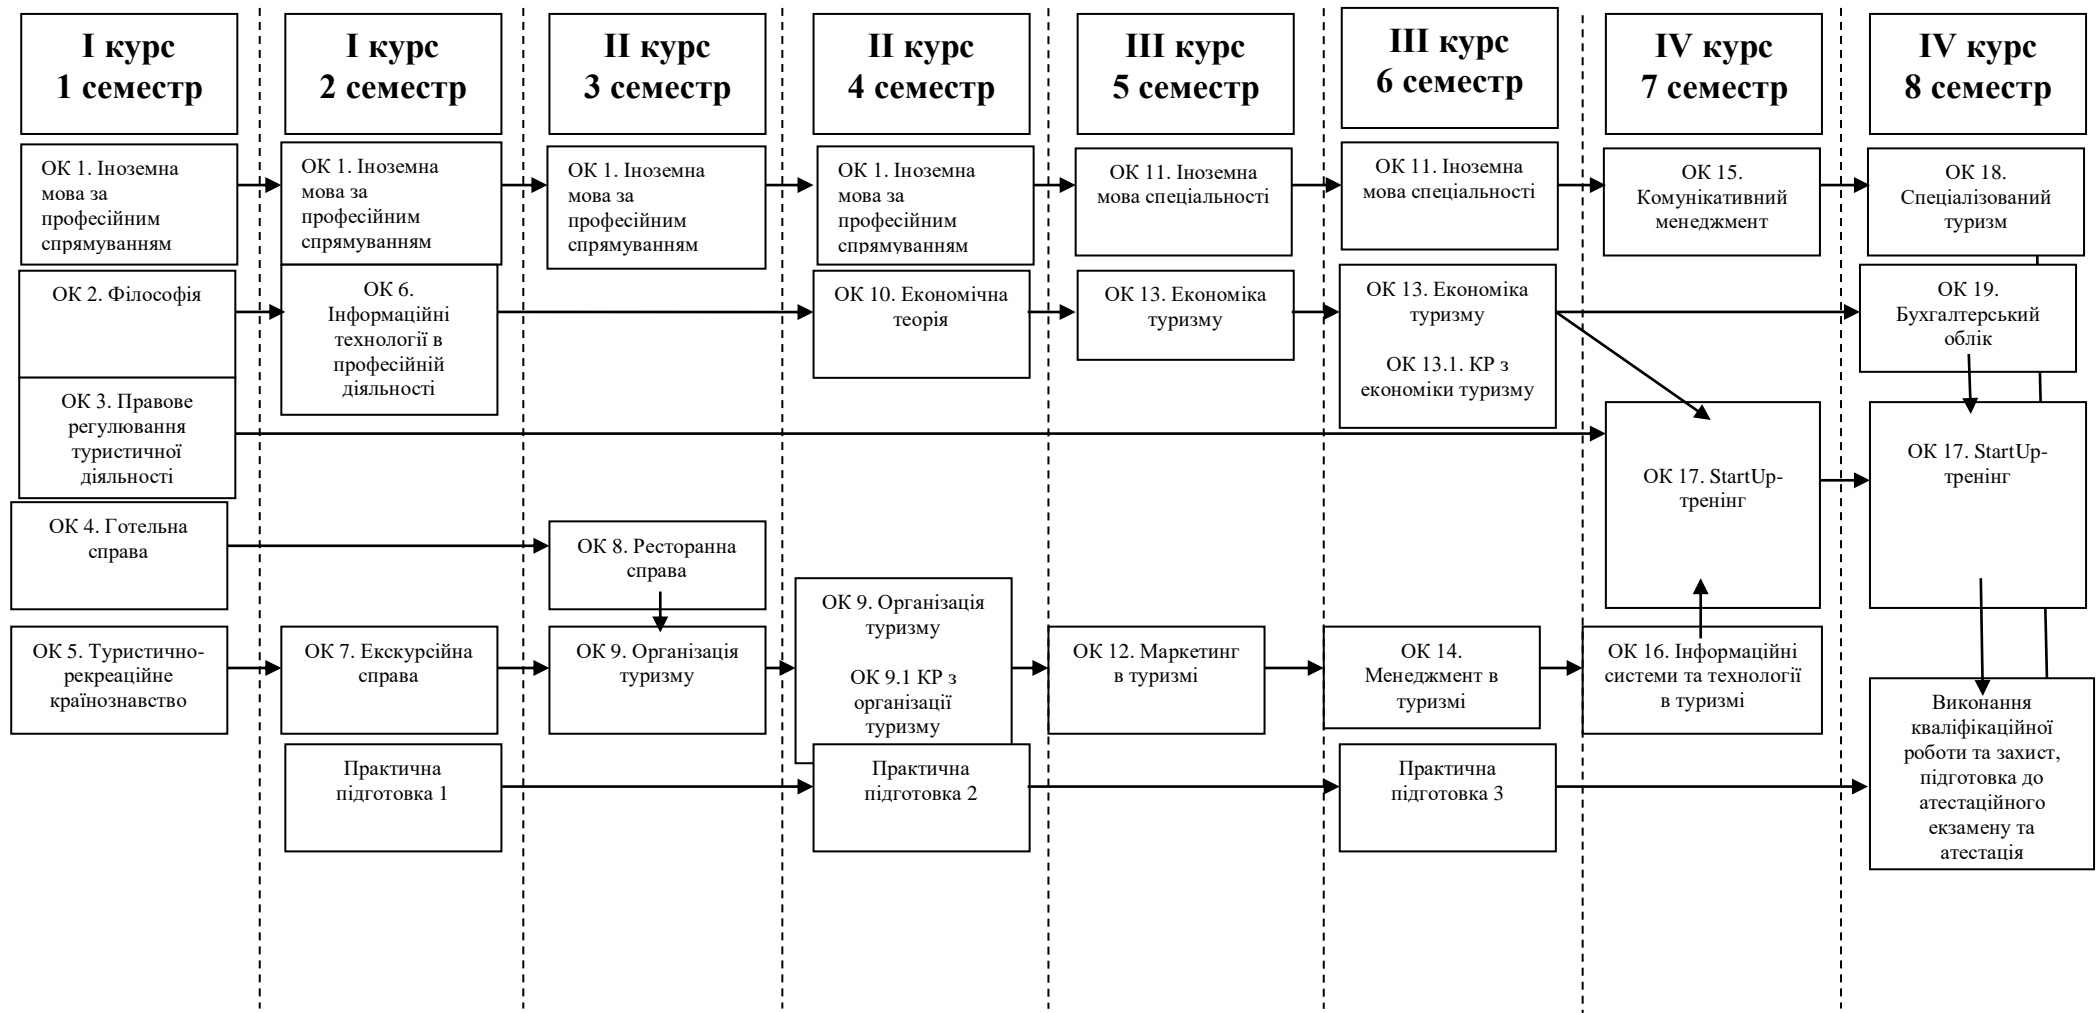 I курс
1 семестр
I курс
2 семестр
II курс
3 семестр
II курс
4 семестр
III курс
5 семестр
III курс
6 семестр
IV курс
7 семестр
IV курс
8 семестр
ОК 1. Іноземна
мова за
професійним
спрямуванням
ОК 1. Іноземна
мова за
професійним
спрямуванням
ОК 1. Іноземна
мова за
професійним
спрямуванням
ОК 1. Іноземна
мова за
професійним
спрямуванням
ОК 11. Іноземна
мова спеціальності
ОК 11. Іноземна
мова спеціальності
ОК 15.
Комунікативний
менеджмент
ОК 18.
Спеціалізований
туризм
ОК 2. Філософія
ОК 6.
Інформаційні
технології в
професійній
діяльності
ОК 10. Економічна
теорія
ОК 13. Економіка
туризму
ОК 13. Економіка
туризму
ОК 13.1. КР з
економіки туризму
ОК 19.
Бухгалтерський
облік
ОК 3. Правове
регулювання
туристичної
діяльності
ОК 17. StartUp-
тренінг
ОК 17. StartUp-
тренінг
ОК 4. Готельна
справа
ОК 8. Ресторанна
справа
ОК 5. Туристично-
рекреаційне
країнознавство
ОК 7. Екскурсійна
справа
ОК 9. Організація
туризму
ОК 9. Організація
туризму
ОК 9.1 КР з
організації
туризму
ОК 12. Маркетинг
в туризмі
ОК 14.
Менеджмент в
туризмі
ОК 16. Інформаційні
системи та технології
в туризмі
Практична
підготовка 1
Практична
підготовка 2
Практична
підготовка 3
Виконання
кваліфікаційної
роботи та захист,
підготовка до
атестаційного
екзамену та
атестація